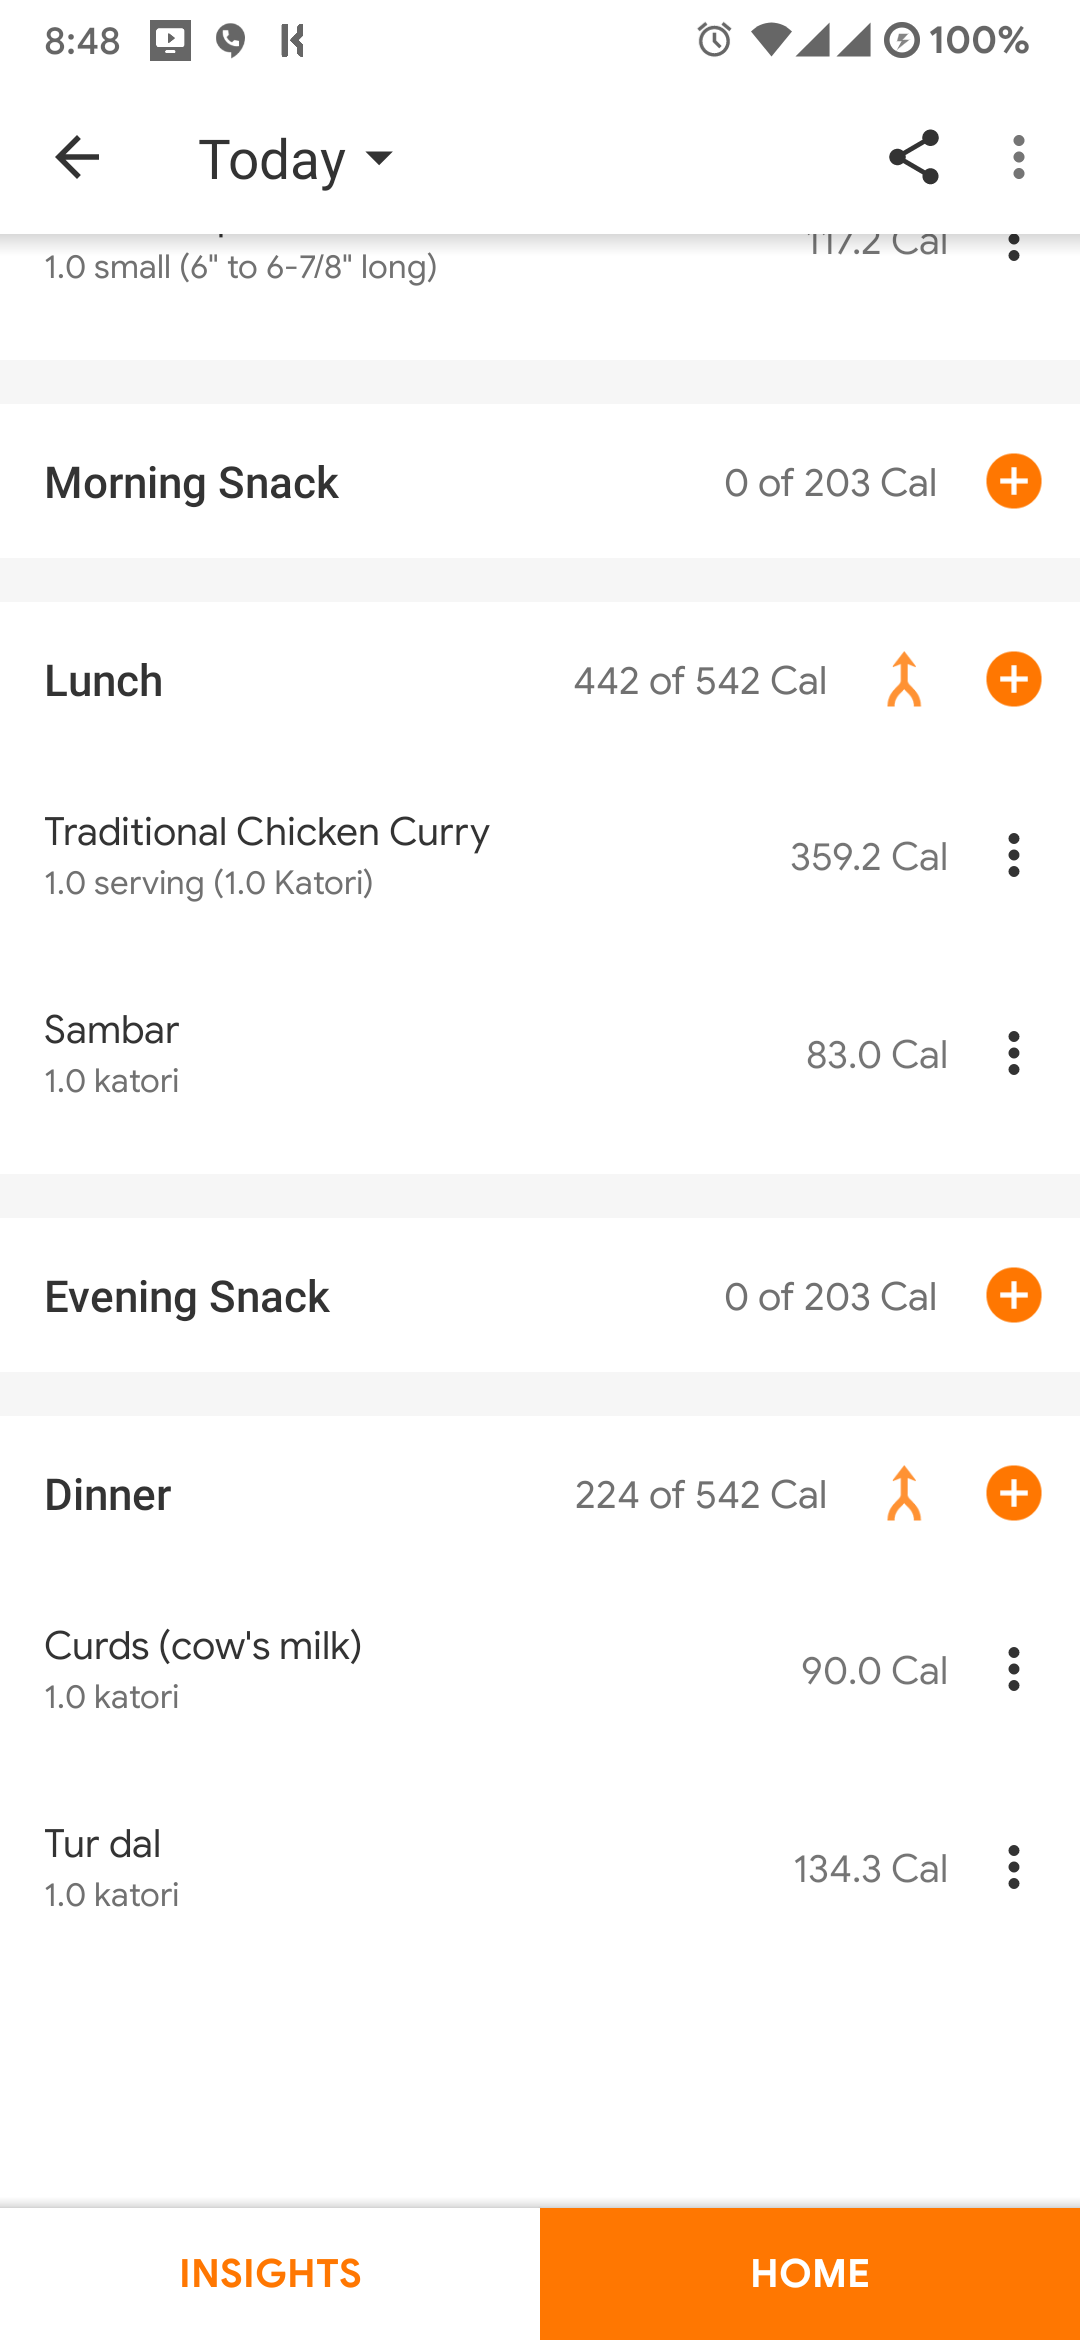 8:48
100%
Today
117.2 Cal
1.0 small (6" to 6-7/8" long)
Morning Snack
0 of 203 Cal
Lunch
442 of 542 Cal
Traditional Chicken Curry
359.2 Cal
1.0 serving (1.0 Katori)
Sambar
83.0 Cal
1.0 katori
Evening Snack
0 of 203 Cal
Dinner
224 of 542 Cal
Curds (cow's milk)
90.0 Cal
1.0 katori
Tur dal
134.3 Cal
1.0 katori
INSIGHTS
HOME